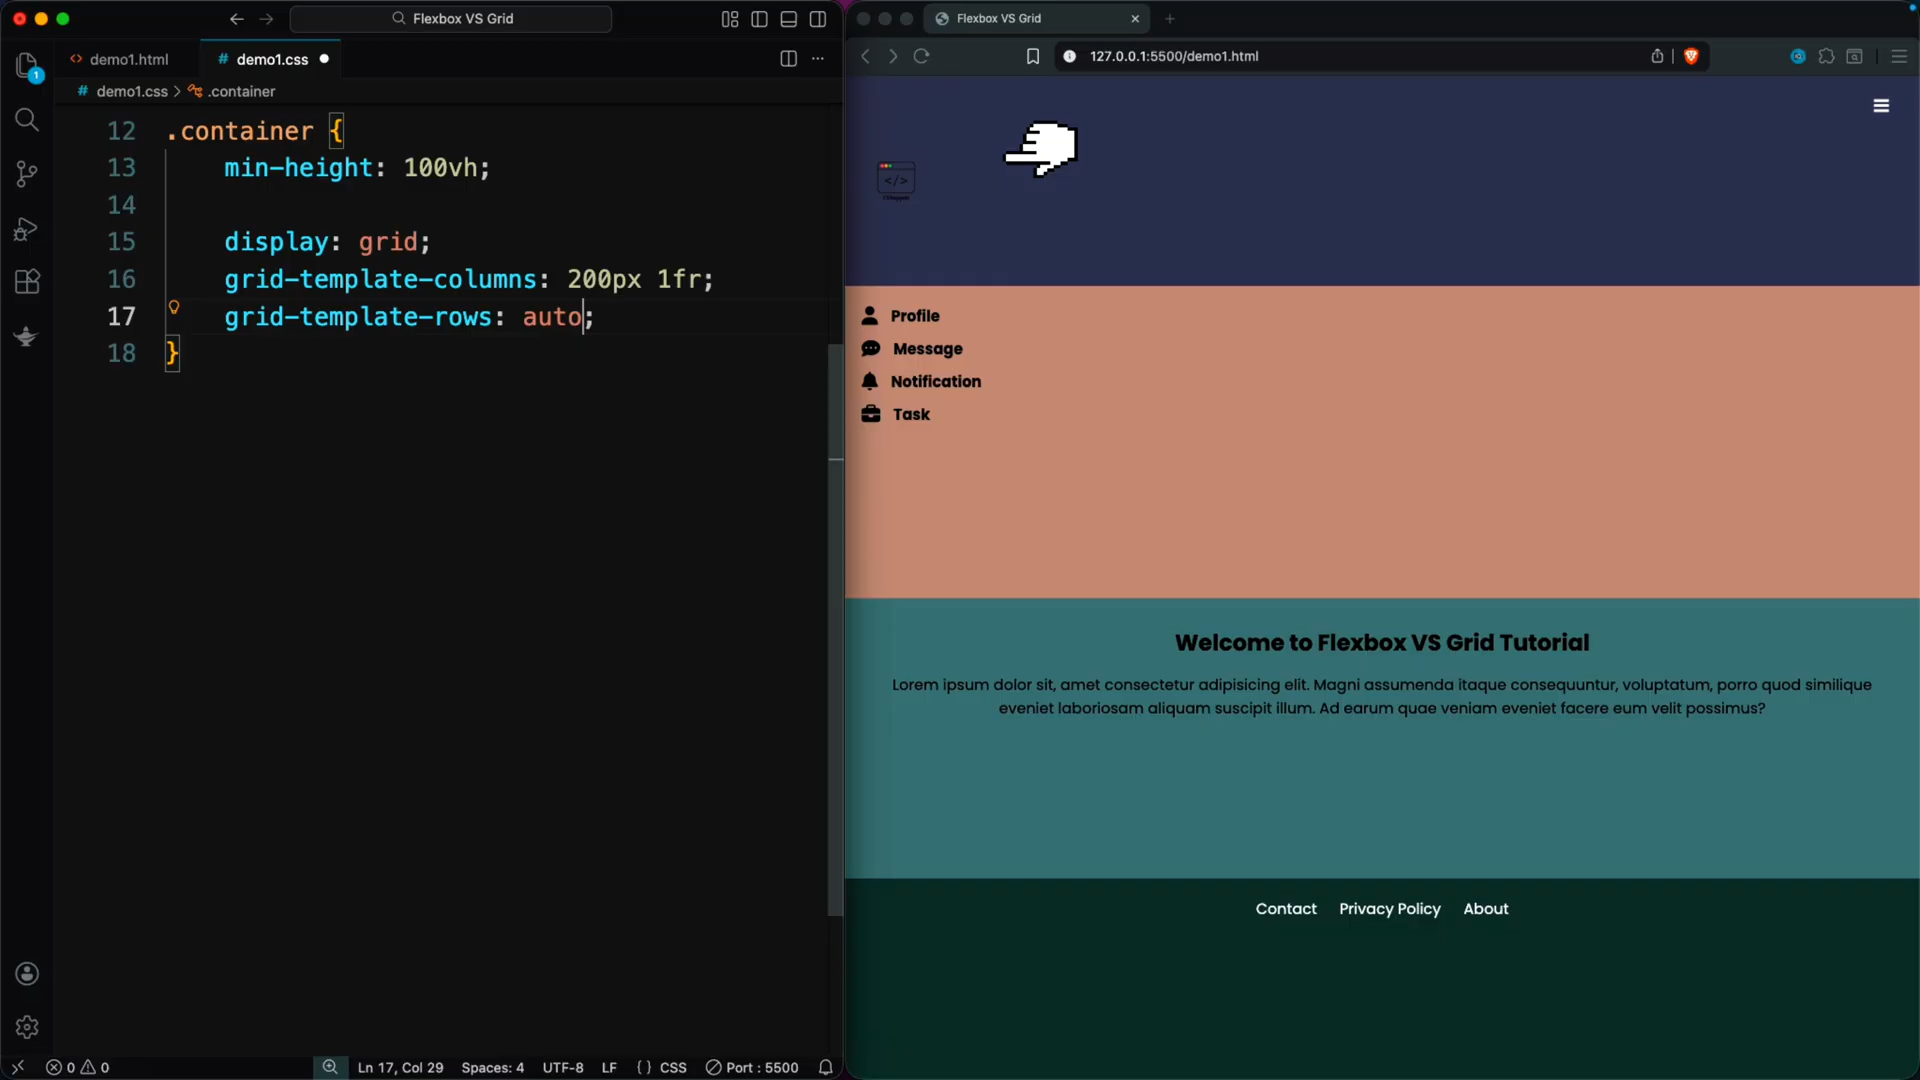 Flexbox VS Grid
demo1.html
# demo1.css
1
# demo1.css > .container
12 .container {
13 min-height: 100vh;
14
15 display: grid;
16 grid-template-columns: 200px 1fr;
17 grid-template-rows: auto;
18 }
0 0
Ln 17, Col 29 Spaces: 4 UTF-8 LF { } CSS Port : 5500
Flexbox VS Grid
127.0.0.1:5500/demo1.html
</>
Profile
Message
Notification
Task
Welcome to Flexbox VS Grid Tutorial
Lorem ipsum dolor sit, amet consectetur adipisicing elit. Magni assumenda itaque consequuntur, voluptatum, porro quod similique
eveniet laboriosam aliquam suscipit illum. Ad earum quae veniam eveniet facere eum velit possimus?
Contact Privacy Policy About